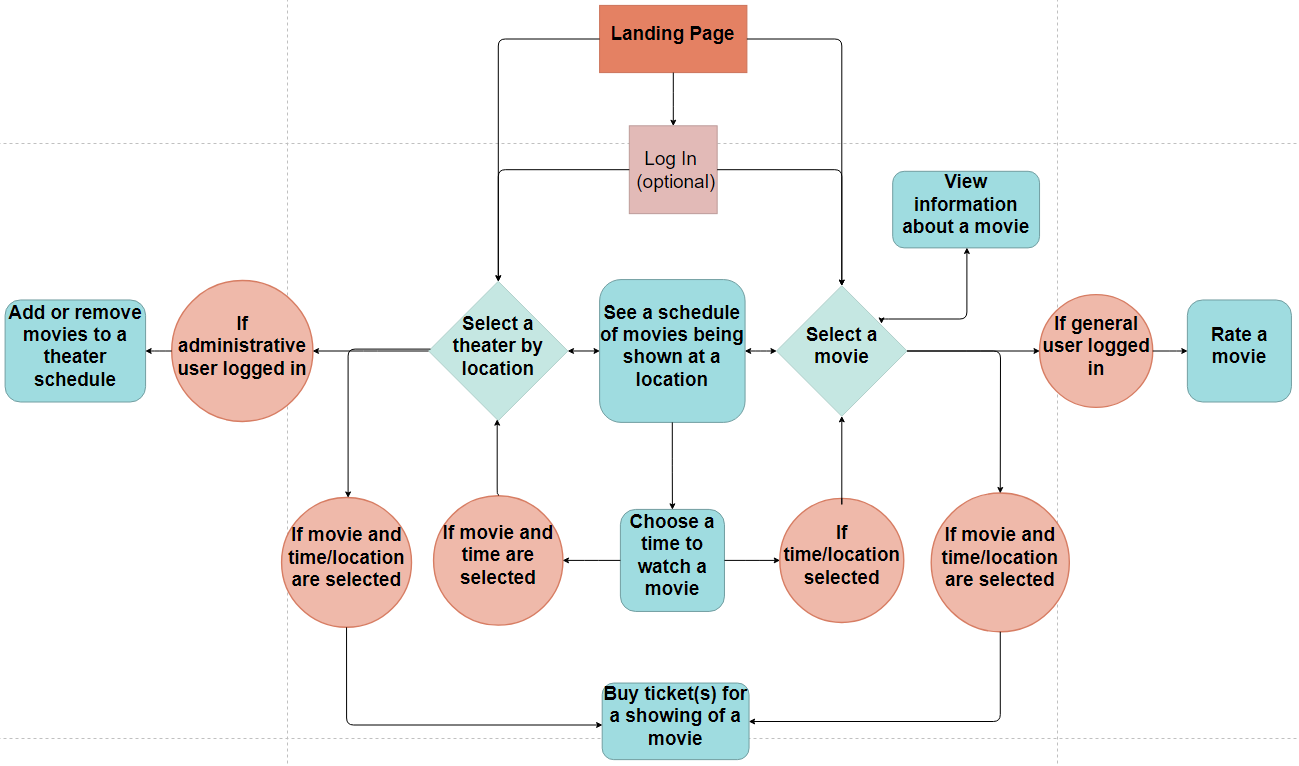 Landing Page
Log In
(optional)
View
information
about a movie
Add or remove
movies to a
theater
schedule
If
administrative
user logged in
Select a
theater by
location
See a schedule
of movies being
shown at a
location
Select a
movie
If general
user logged
in
Rate a
movie
If movie and
time/location
are selected
If movie and
time are
selected
Choose a
time to
watch a
movie
If
time/location
selected
If movie and
time/location
are selected
Buy ticket(s) for
a showing of a
movie